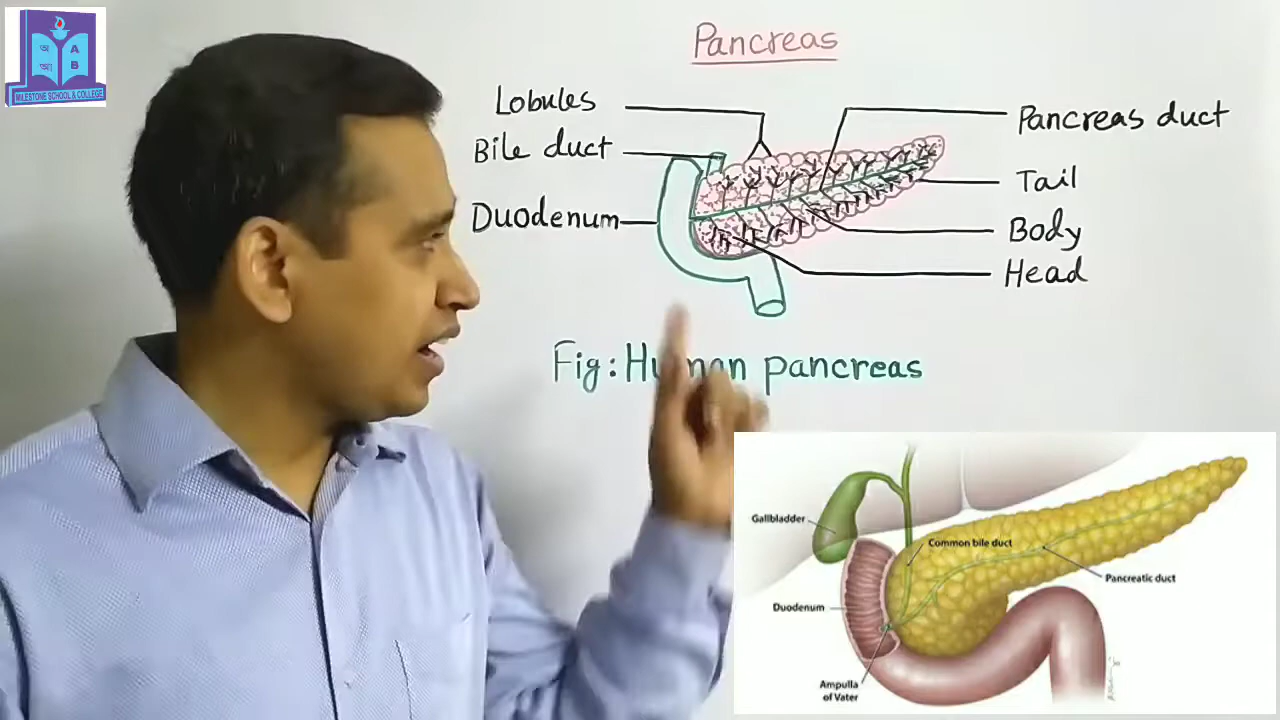 অ A
আ B
MILESTONE SCHOOL & COLLEGE
Pancreas
Lobules
Bile duct
Duodenum
Pancreas duct
Tail
Body
Head
Fig: Human pancreas
Gallbladder
Common bile duct
Pancreatic duct
Duodenum
Ampulla
of Vater